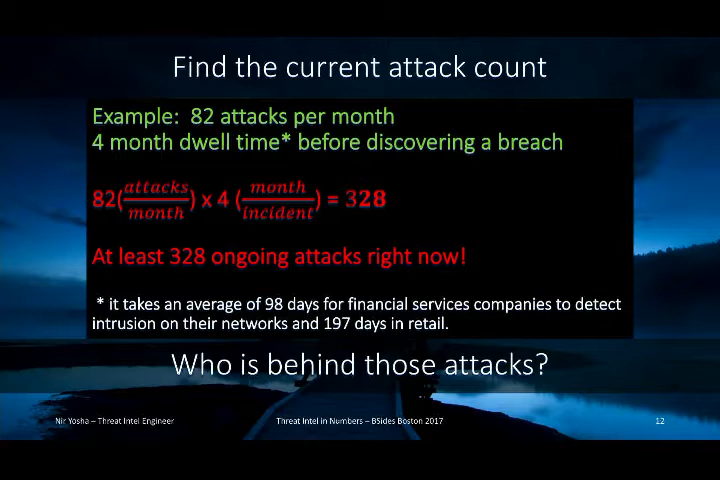 Find the current attack count
Example:  82 attacks per month
4 month dwell time* before discovering a breach
82(attacks/month) x 4 (month/incident) = 328
At least 328 ongoing attacks right now!
* it takes an average of 98 days for financial services companies to detect
intrusion on their networks and 197 days in retail.
Who is behind those attacks?
Nir Yosha – Threat Intel Engineer
Threat Intel in Numbers – BSides Boston 2017
12